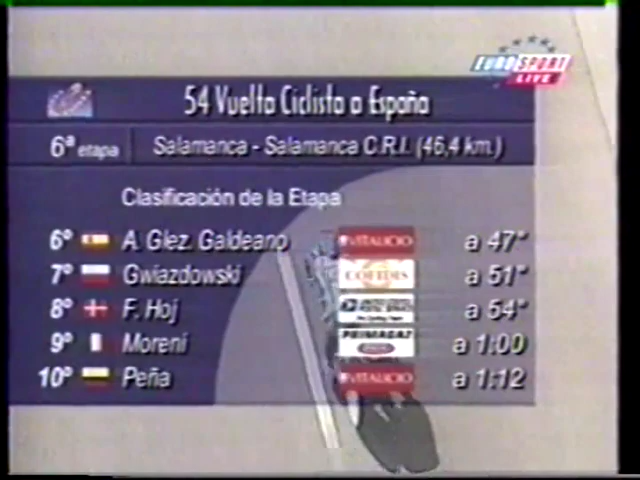 EUROSPORT
LIVE
54 Vuelta Ciclista a España
6ª etapa
Salamanca - Salamanca C.R.I. (46,4 km.)
Clasificación de la Etapa
6º A. Glez. Galdeano VITALICIO a 47"
7º Gwiazdowski COFIDIS a 51"
8º F. Hoj a 54"
9º Moreni a 1:00
10º Peña VITALICIO a 1:12